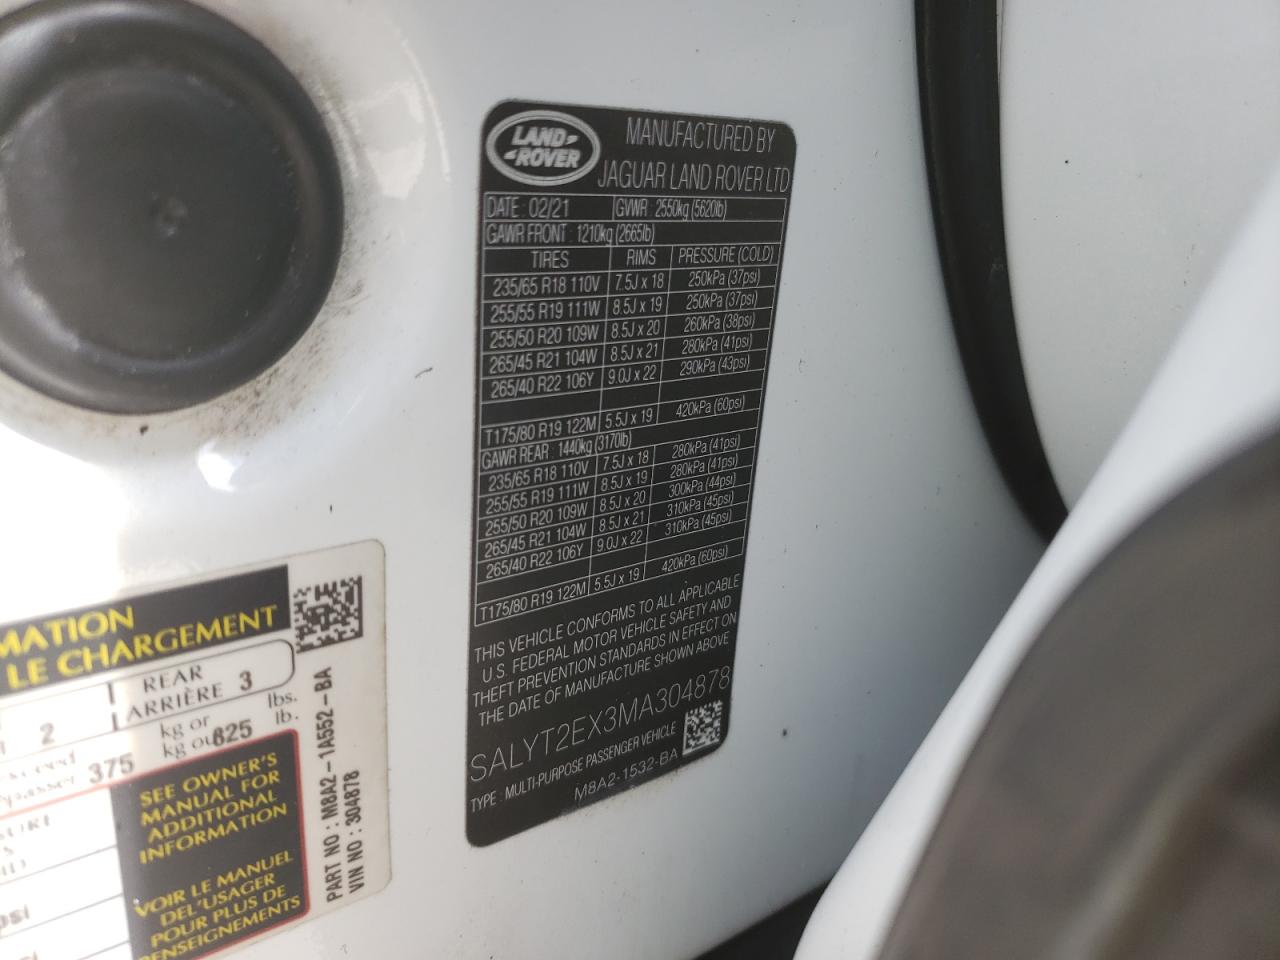 LAND
ROVER
MANUFACTURED BY
JAGUAR LAND ROVER LTD
DATE : 02/21 GVWR : 2550kg (5620lb)
GAWR FRONT : 1210kg (2665lb)
TIRES RIMS PRESSURE (COLD)
235/65 R18 110V 7.5J x 18 250kPa (37psi)
255/55 R19 111W 8.5J x 19 250kPa (37psi)
255/50 R20 109W 8.5J x 20 260kPa (38psi)
265/45 R21 104W 8.5J x 21 280kPa (41psi)
265/40 R22 106Y 9.0J x 22 290kPa (43psi)
T175/80 R19 122M 5.5J x 19 420kPa (60psi)
GAWR REAR : 1440kg (3170lb)
235/65 R18 110V 7.5J x 18 280kPa (41psi)
255/55 R19 111W 8.5J x 19 280kPa (41psi)
255/50 R20 109W 8.5J x 20 300kPa (44psi)
265/45 R21 104W 8.5J x 21 310kPa (45psi)
265/40 R22 106Y 9.0J x 22 310kPa (45psi)
T175/80 R19 122M 5.5J x 19 420kPa (60psi)
THIS VEHICLE CONFORMS TO ALL APPLICABLE
U.S. FEDERAL MOTOR VEHICLE SAFETY AND
THEFT PREVENTION STANDARDS IN EFFECT ON
THE DATE OF MANUFACTURE SHOWN ABOVE
SALYT2EX3MA304878
TYPE : MULTI-PURPOSE PASSENGER VEHICLE
M8A2-1532-BA
MATION
LE CHARGEMENT
2 REAR
ARRIÈRE 3
kg or lbs.
375 kg ou 825 lb.
SEE OWNER'S
MANUAL FOR
ADDITIONAL
INFORMATION
VOIR LE MANUEL
DEL'USAGER
POUR PLUS DE
RENSEIGNEMENTS
psi
PART NO : M8A2-1A552-BA
VIN NO : 304878